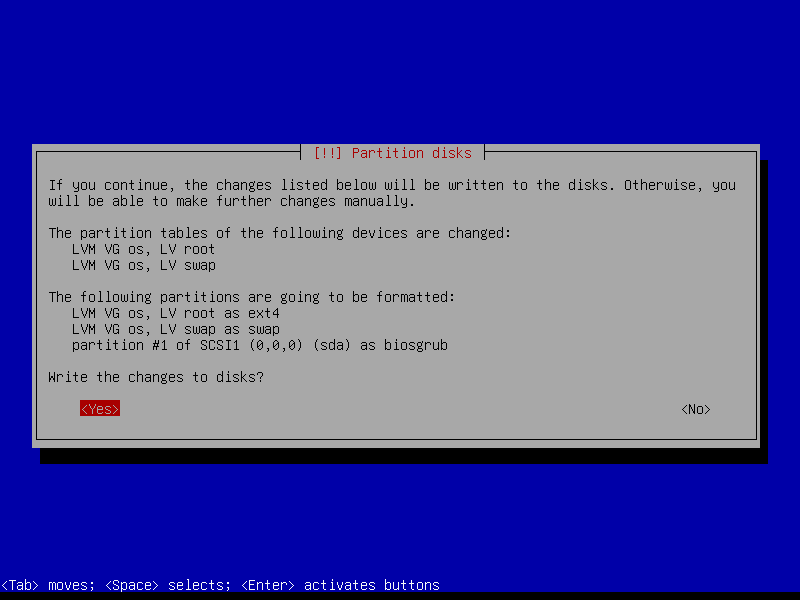 [!!] Partition disks
If you continue, the changes listed below will be written to the disks. Otherwise, you
will be able to make further changes manually.
The partition tables of the following devices are changed:
LVM VG os, LV root
LVM VG os, LV swap
The following partitions are going to be formatted:
LVM VG os, LV root as ext4
LVM VG os, LV swap as swap
partition #1 of SCSI1 (0,0,0) (sda) as biosgrub
Write the changes to disks?
<Yes> <No>
<Tab> moves; <Space> selects; <Enter> activates buttons